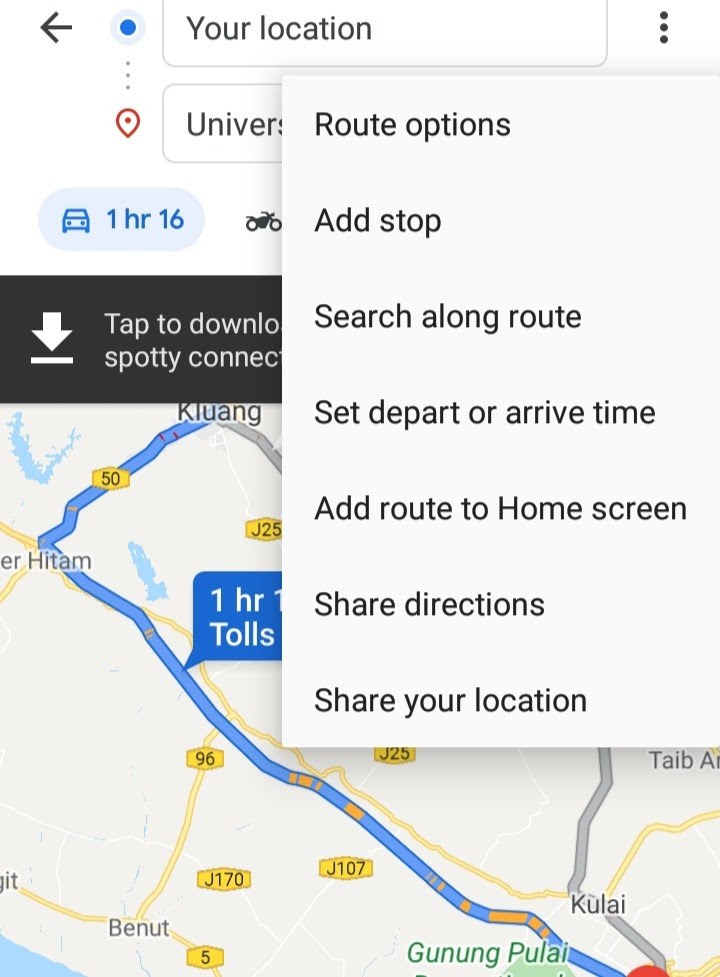 Your location
Route options
Univers
Add stop
1 hr 16
Search along route
Tap to downlo
spotty connect
Set depart or arrive time
Kluang
50
Add route to Home screen
J25
er Hitam
1 hr 1
Tolls
Share directions
Share your location
96
J25
Taib Ar
J107
J170
git
Kulai
Benut
5
Gunung Pulai